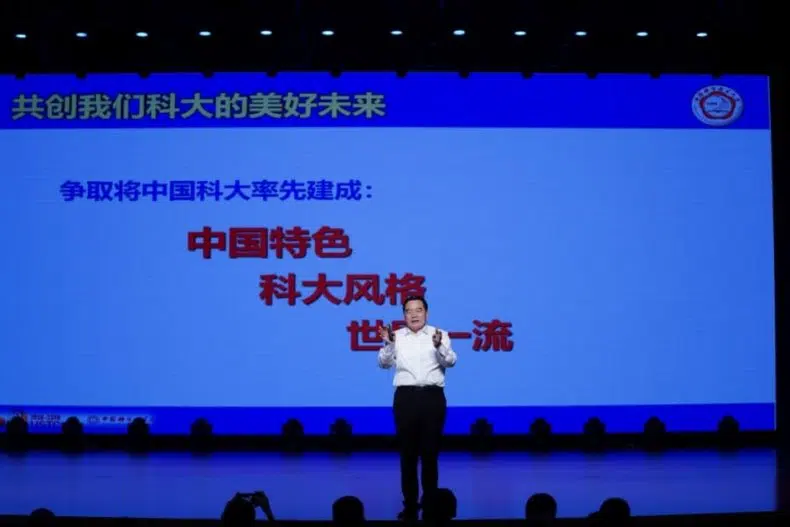 共创我们科大的美好未来
争取将中国科大率先建成：
中国特色
科大风格
世 一流